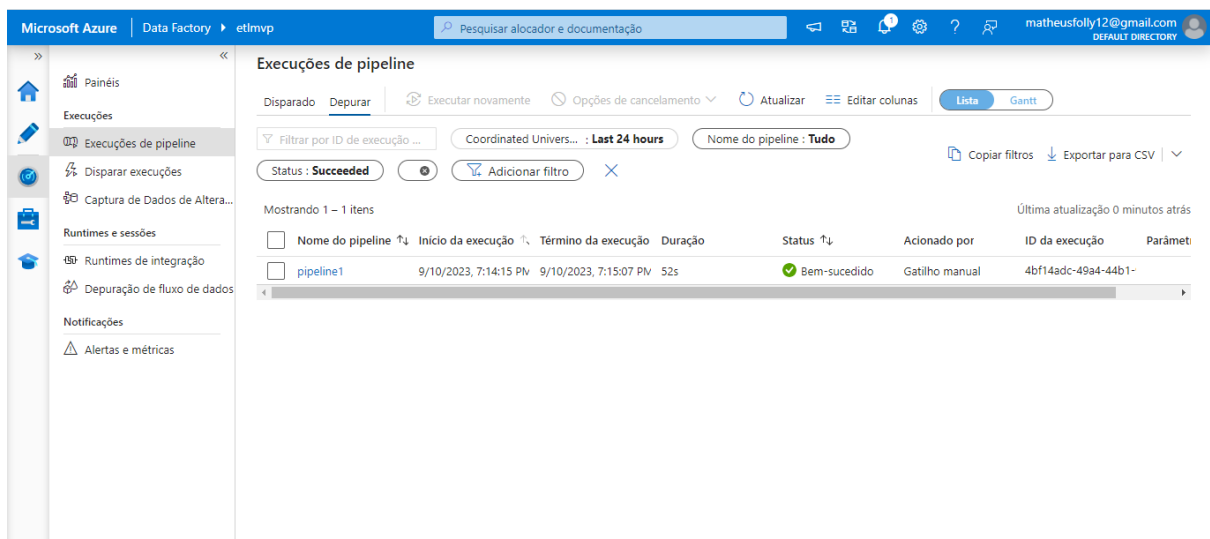 Microsoft Azure Data Factory etlmvp Pesquisar alocador e documentação 1 matheusfolly12@gmail.com
DEFAULT DIRECTORY
Painéis
Execuções
Execuções de pipeline
Disparar execuções
Captura de Dados de Altera...
Runtimes e sessões
Runtimes de integração
Depuração de fluxo de dados
Notificações
Alertas e métricas
Execuções de pipeline
Disparado Depurar Executar novamente Opções de cancelamento Atualizar Editar colunas Lista Gantt
Filtrar por ID de execução ... Coordinated Univers... : Last 24 hours Nome do pipeline : Tudo
Copiar filtros Exportar para CSV
Status : Succeeded Adicionar filtro
Mostrando 1 – 1 itens Última atualização 0 minutos atrás
Nome do pipeline Início da execução Término da execução Duração Status Acionado por ID da execução Parâmet
pipeline1 9/10/2023, 7:14:15 PM 9/10/2023, 7:15:07 PM 52s Bem-sucedido Gatilho manual 4bf14adc-49a4-44b1-